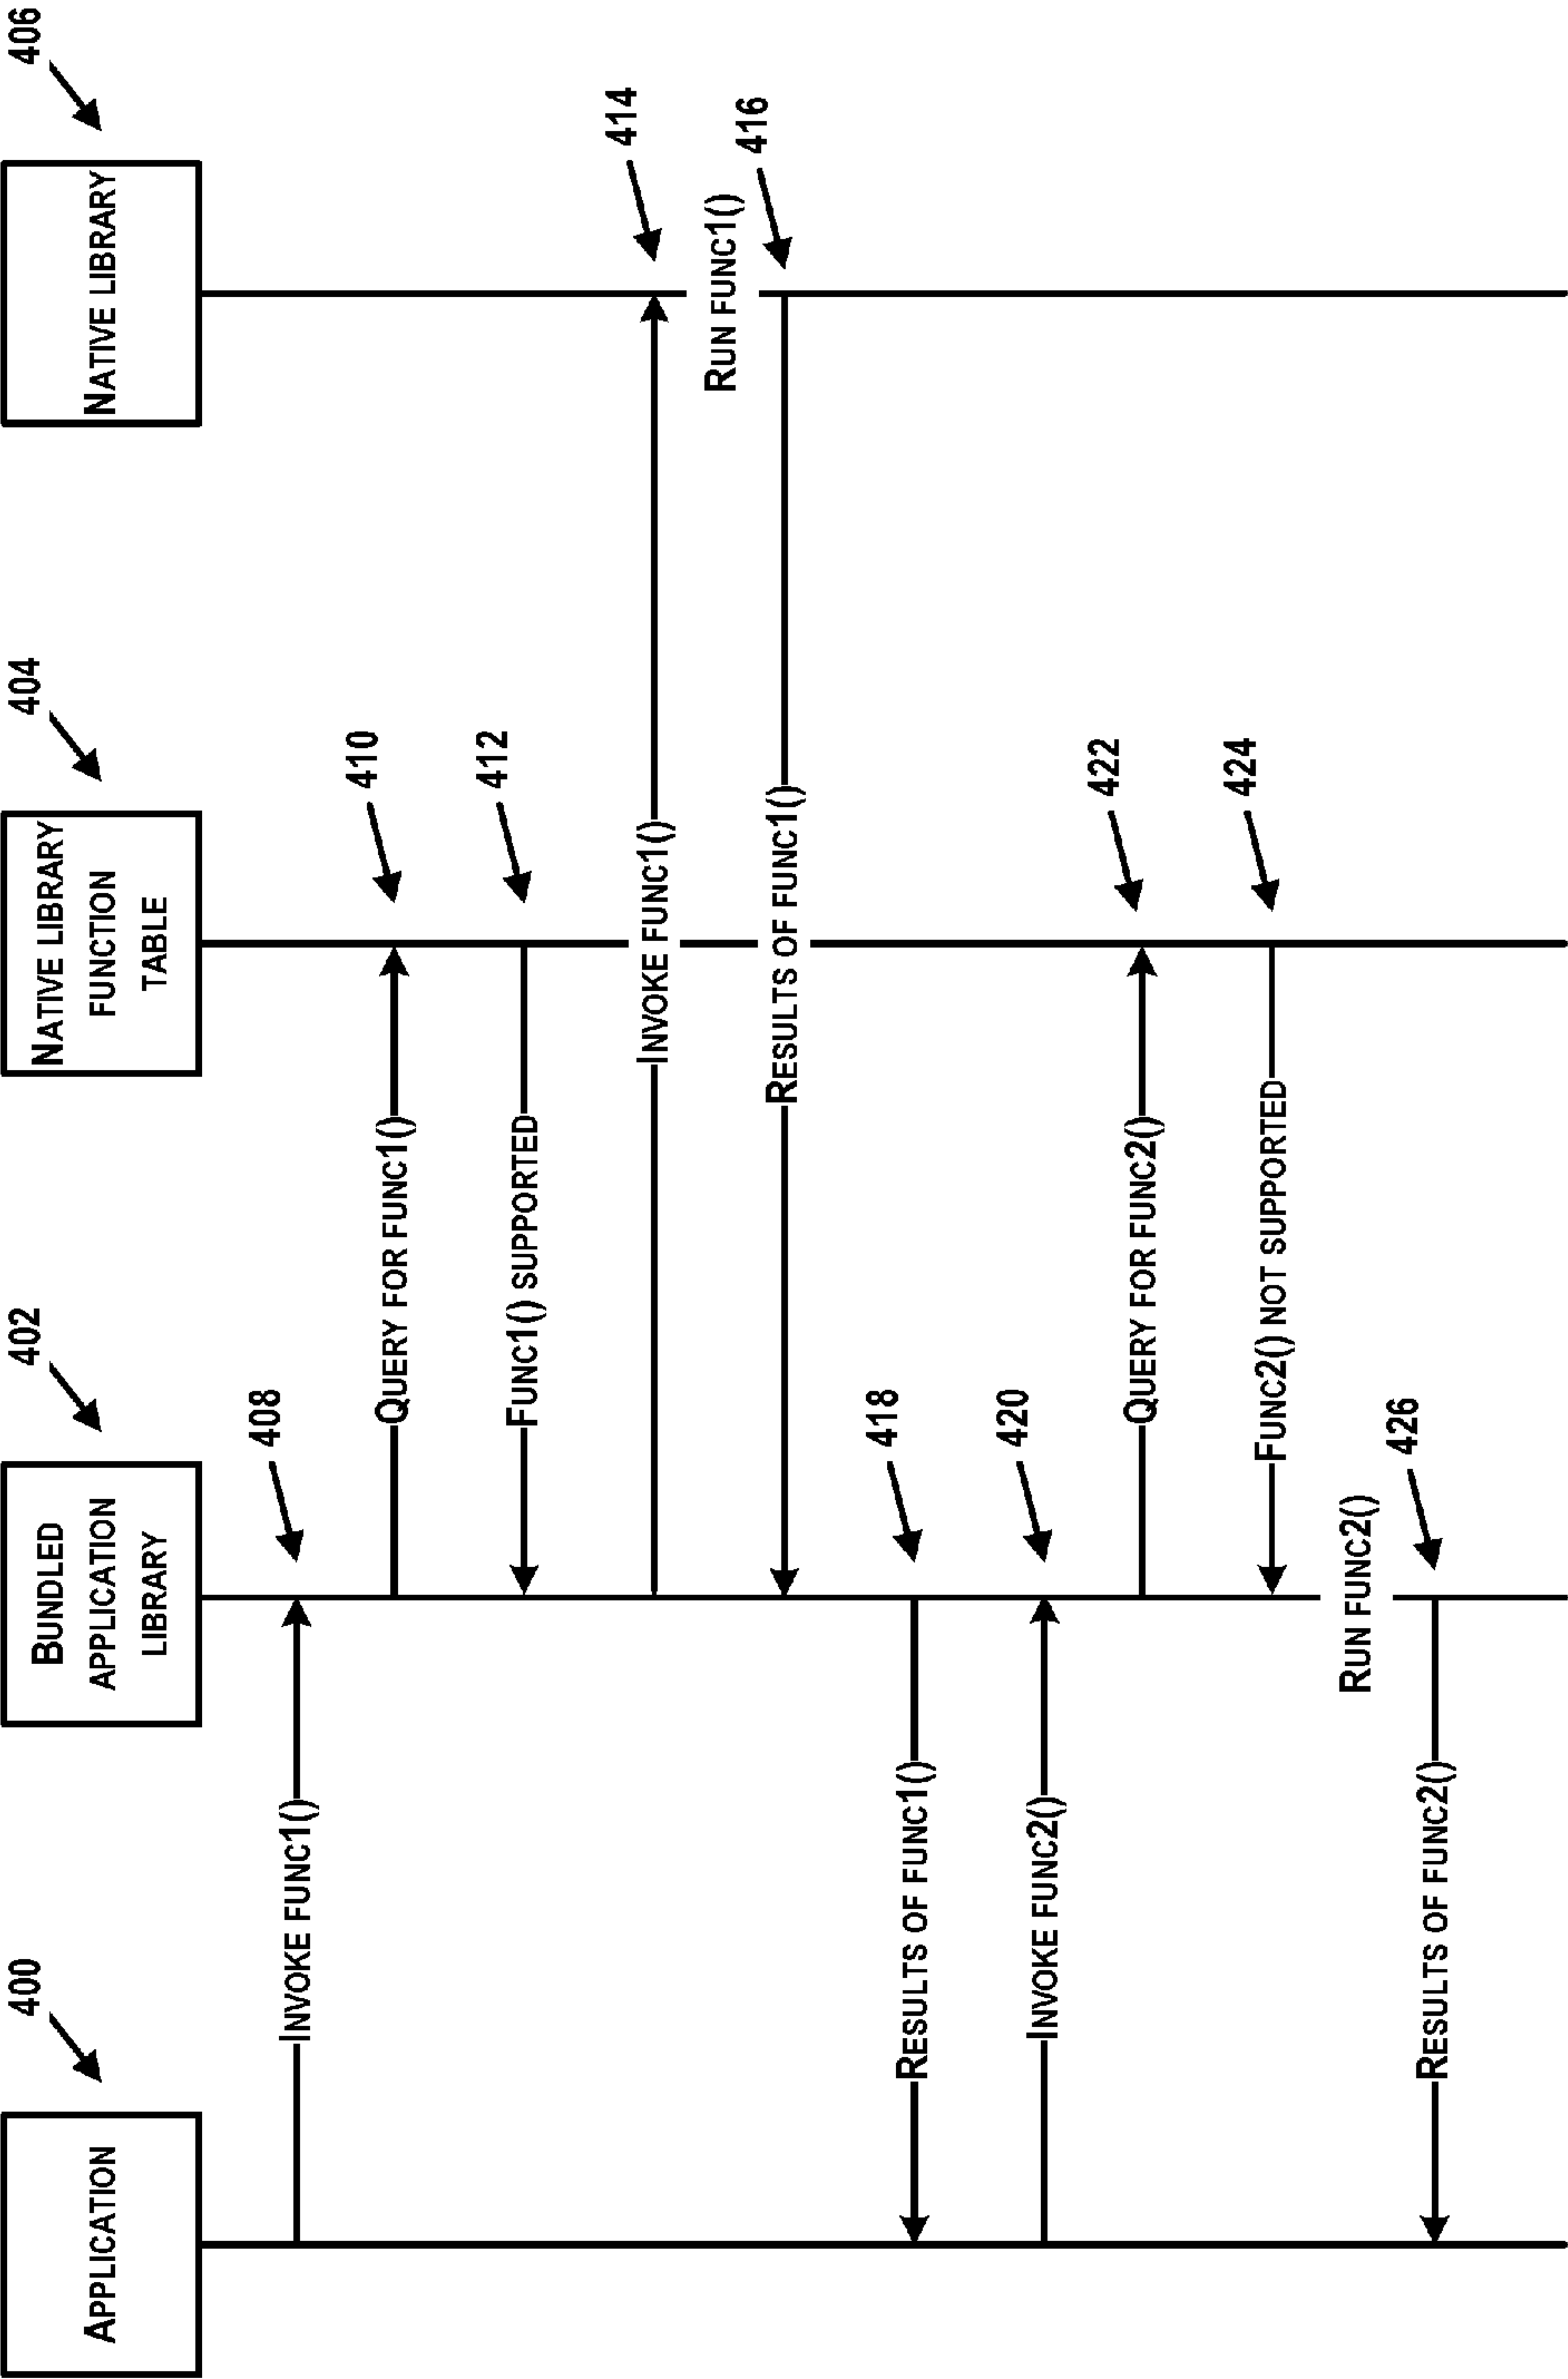 400
402
404
406
APPLICATION
BUNDLED
APPLICATION
LIBRARY
NATIVE LIBRARY
FUNCTION
TABLE
NATIVE LIBRARY
408
INVOKE FUNC1()
410
QUERY FOR FUNC1()
412
FUNC1() SUPPORTED
414
INVOKE FUNC1()
RUN FUNC1()
416
RESULTS OF FUNC1()
418
RESULTS OF FUNC1()
420
INVOKE FUNC2()
422
QUERY FOR FUNC2()
424
FUNC2() NOT SUPPORTED
RUN FUNC2()
426
RESULTS OF FUNC2()